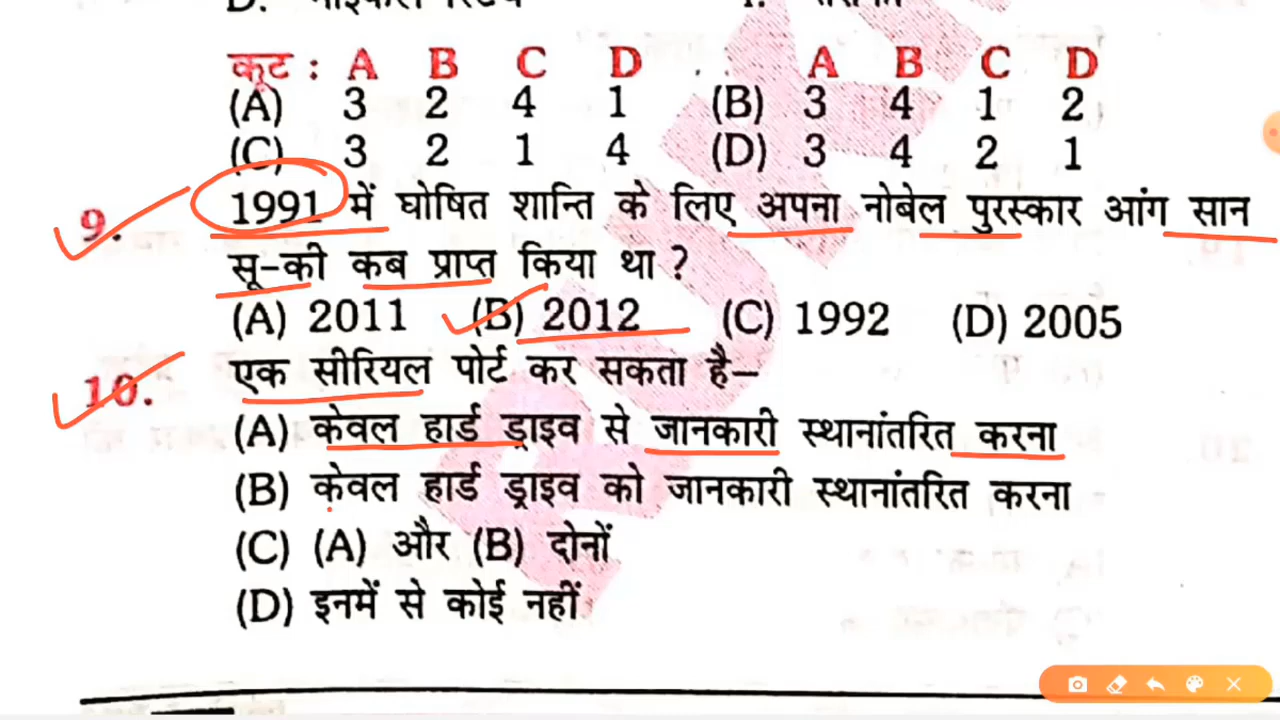 कूट : A B C D A B C D
(A) 3 2 4 1 (B) 3 4 1 2
(C) 3 2 1 4 (D) 3 4 2 1
9. 1991 में घोषित शान्ति के लिए अपना नोबेल पुरस्कार आंग सान
सू-की कब प्राप्त किया था ?
(A) 2011 (B) 2012 (C) 1992 (D) 2005
10. एक सीरियल पोर्ट कर सकता है–
(A) केवल हार्ड ड्राइव से जानकारी स्थानांतरित करना
(B) केवल हार्ड ड्राइव को जानकारी स्थानांतरित करना
(C) (A) और (B) दोनों
(D) इनमें से कोई नहीं